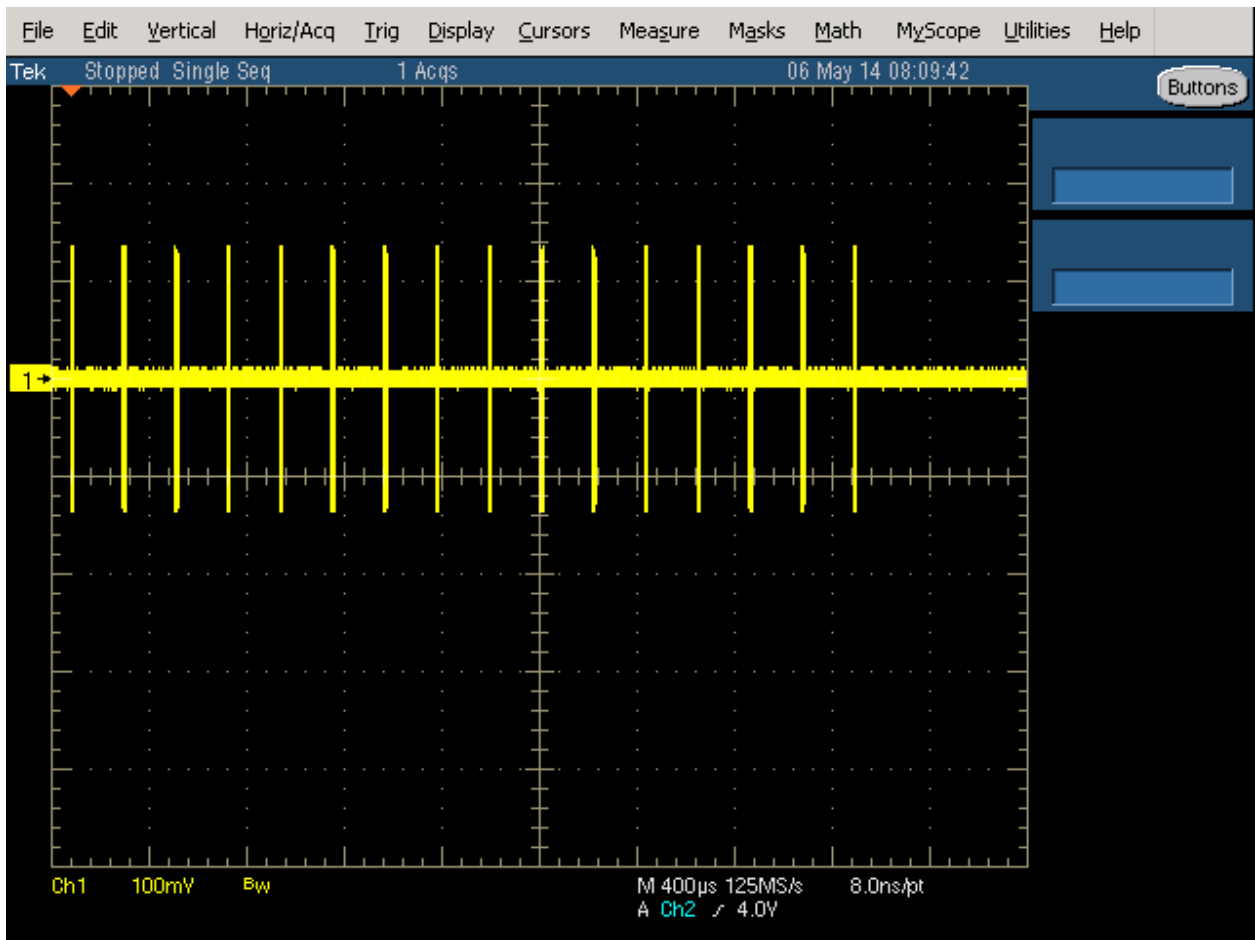 File Edit Vertical Horiz/Acq Trig Display Cursors Measure Masks Math MyScope Utilities Help
Tek Stopped Single Seq 1 Acqs 06 May 14 08:09:42
Buttons
1
Ch1 100mV BW M 400µs 125MS/s 8.0ns/pt
A Ch2 4.0V